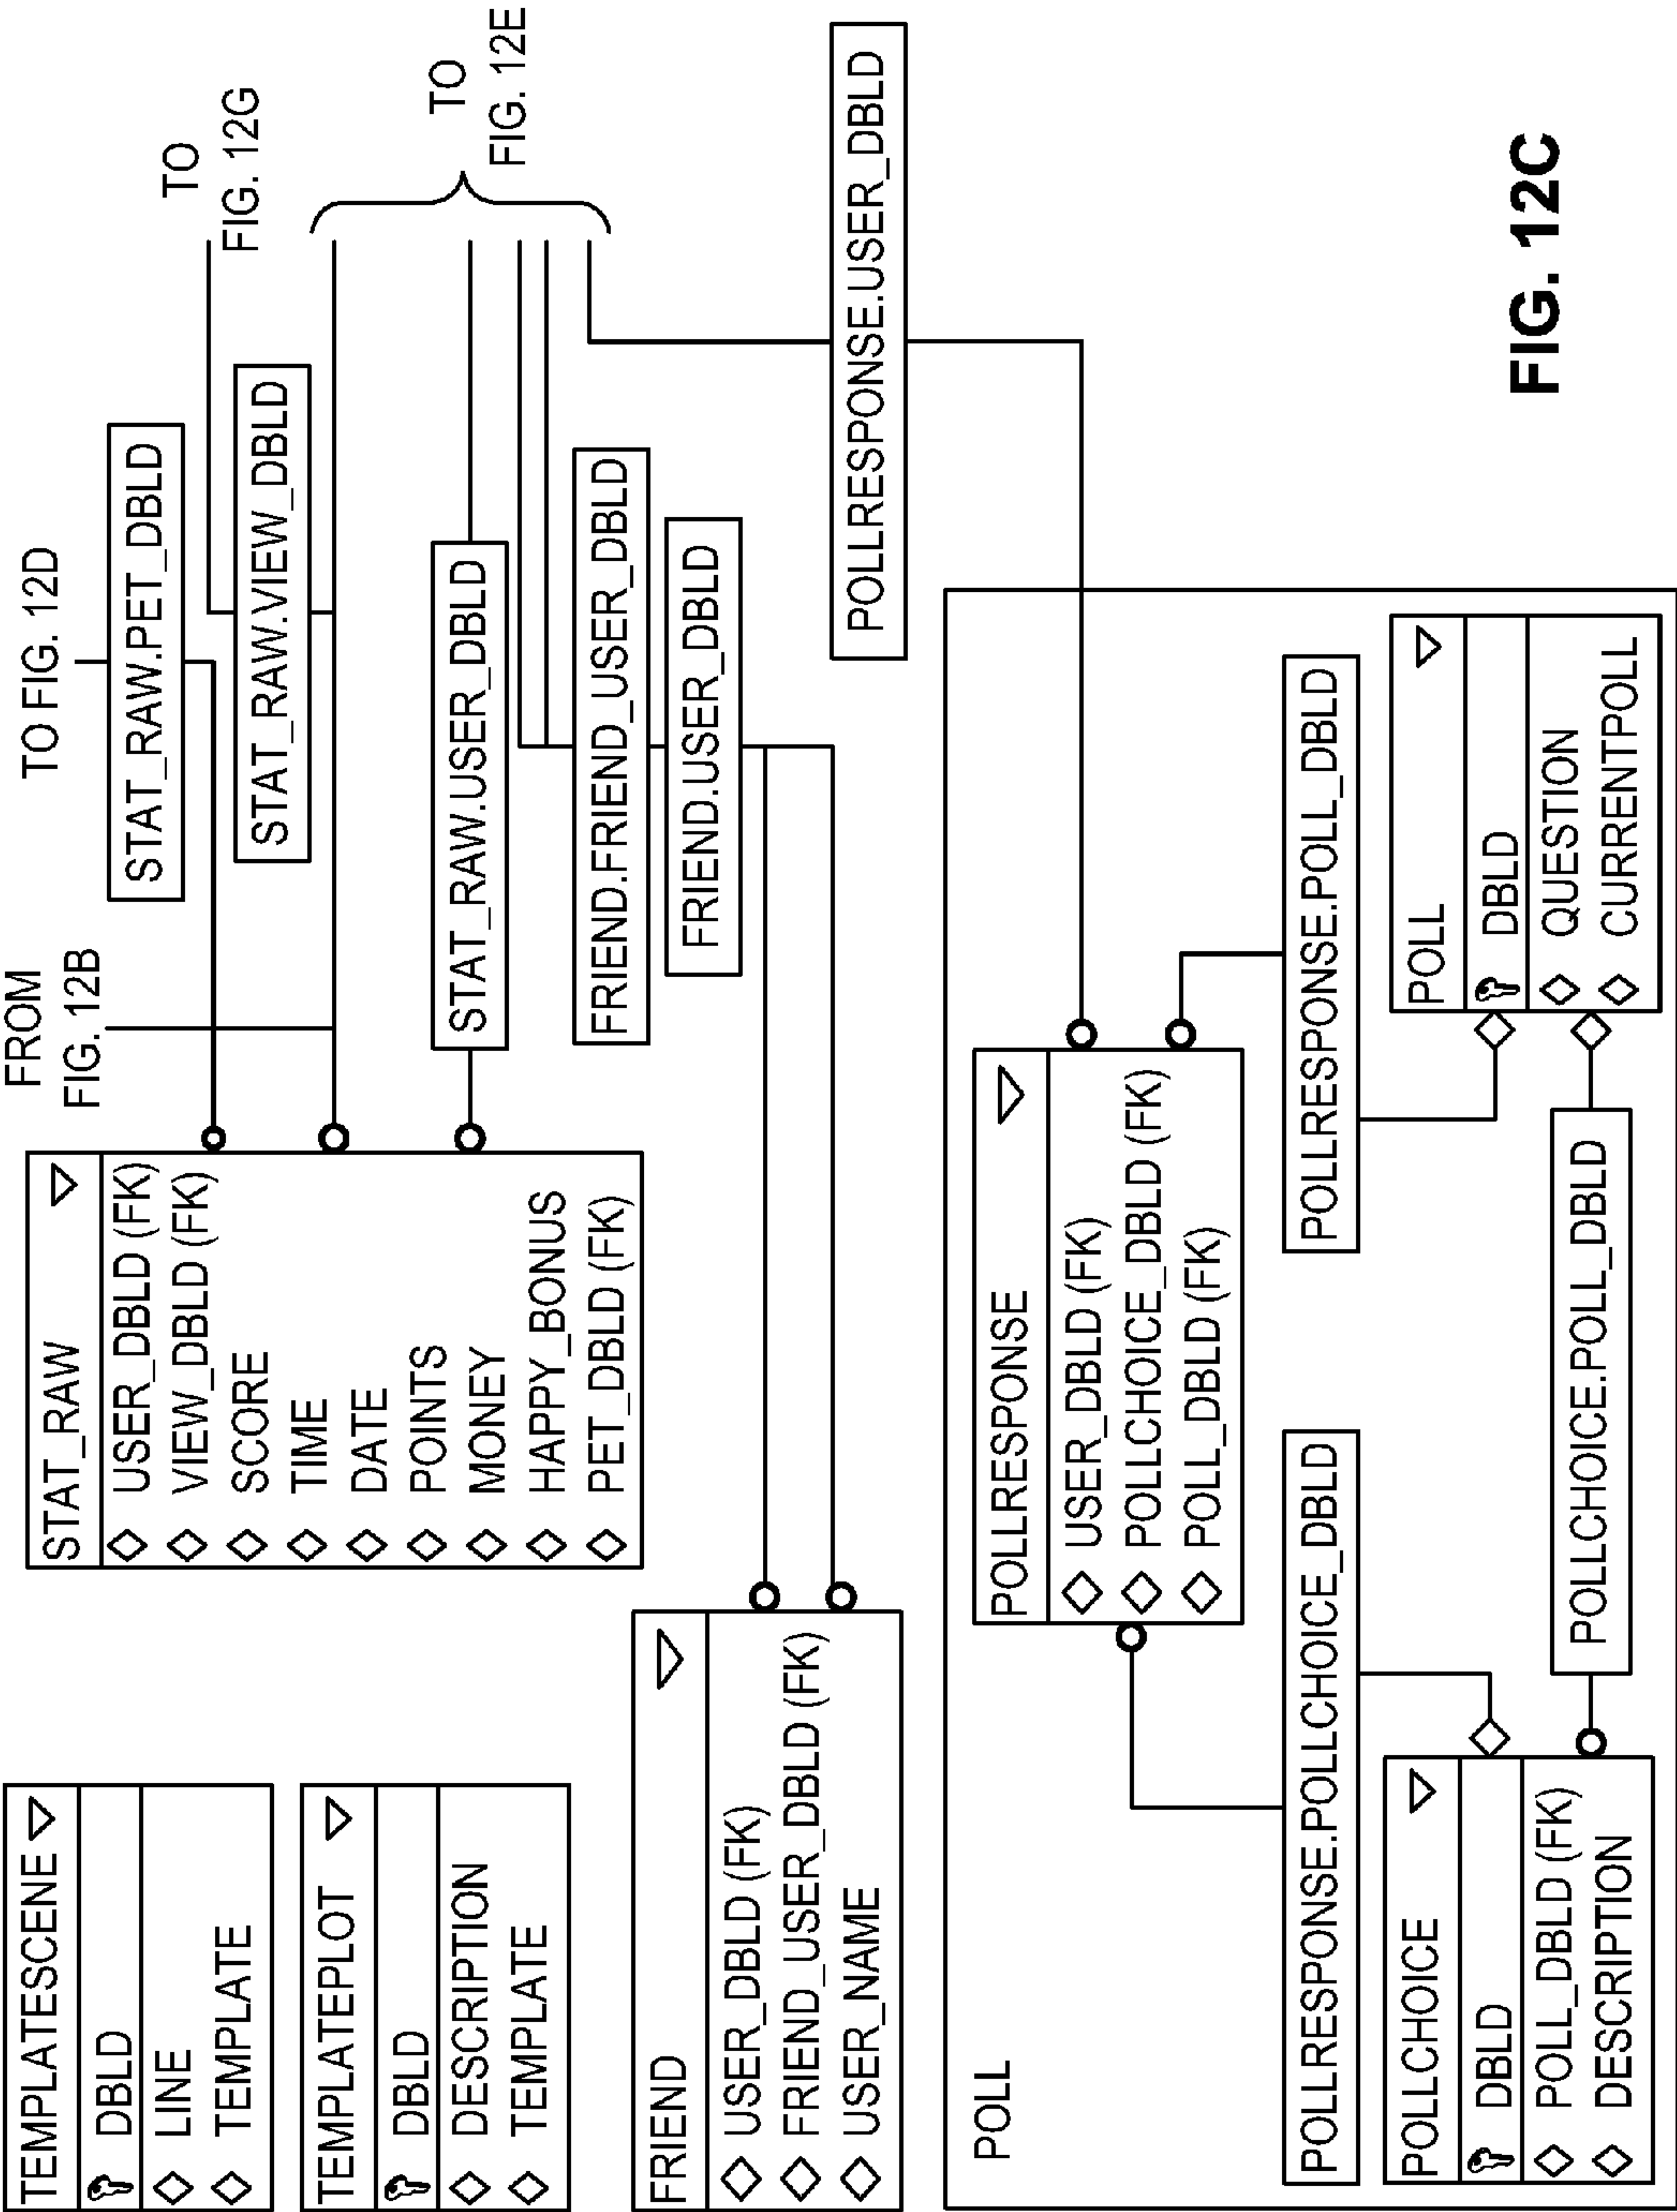 TEMPLATESCENE
DBLD
LINE
TEMPLATE
TEMPLATEPLOT
DBLD
DESCRIPTION
TEMPLATE
STAT_RAW
USER_DBLD (FK)
VIEW_DBLD (FK)
SCORE
TIME
DATE
POINTS
MONEY
HAPPY_BONUS
PET_DBLD (FK)
FROM
FIG. 12B
TO FIG. 12D
STAT_RAW.PET_DBLD
STAT_RAW.VIEW_DBLD
TO
FIG. 12G
STAT_RAW.USER_DBLD
TO
FIG. 12E
FRIEND.FRIEND_USER_DBLD
FRIEND.USER_DBLD
FRIEND
USER_DBLD (FK)
FRIEND_USER_DBLD (FK)
USER_NAME
POLLRESPONSE.USER_DBLD
POLL
POLLRESPONSE
USER_DBLD (FK)
POLLCHOICE_DBLD (FK)
POLL_DBLD (FK)
POLLRESPONSE.POLLCHOICE_DBLD
POLLRESPONSE.POLL_DBLD
POLLCHOICE
DBLD
POLL_DBLD (FK)
DESCRIPTION
POLLCHOICE.POLL_DBLD
POLL
DBLD
QUESTION
CURRENTPOLL
FIG. 12C